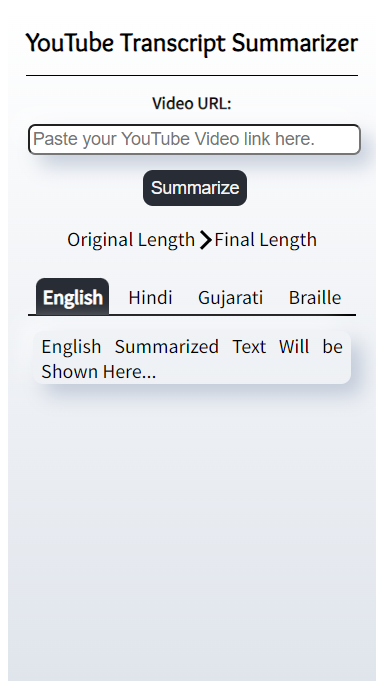 YouTube Transcript Summarizer
Video URL:
Paste your YouTube Video link here.
Summarize
Original Length Final Length
English Hindi Gujarati Braille
English Summarized Text Will be
Shown Here...